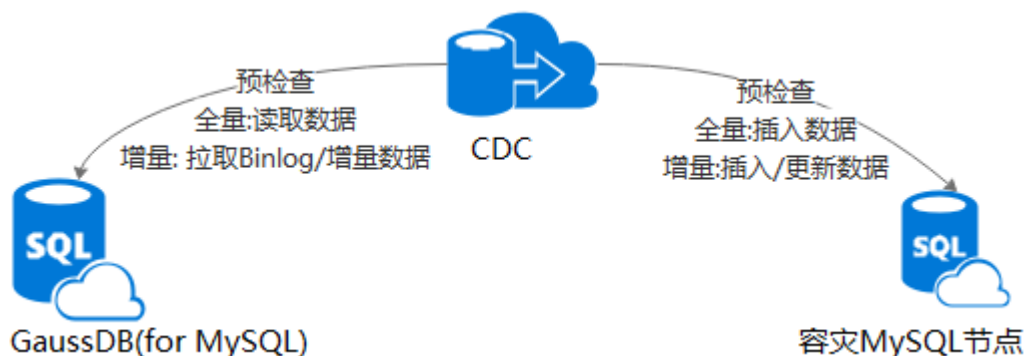 预检查
全量:读取数据
增量: 拉取Binlog/增量数据
CDC
预检查
全量:插入数据
增量:插入/更新数据
SQL
GaussDB(for MySQL)
SQL
容灾MySQL节点